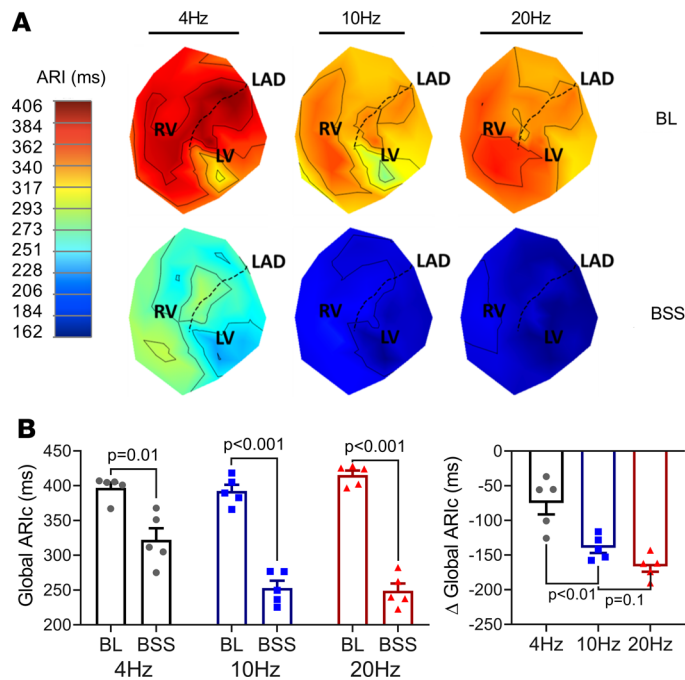 A
4Hz 10Hz 20Hz
ARI (ms)
406
384
362
340
317
293
273
251
228
206
184
162
LAD LAD LAD
RV RV RV
LV LV
BL
LAD LAD LAD
RV RV RV
LV LV LV
BSS
B
Global ARIc (ms)
450
400
350
300
250
200
p=0.01 p<0.001 p<0.001
BL BSS BL BSS BL BSS
4Hz 10Hz 20Hz
Δ Global ARIc (ms)
0
-50
-100
-150
-200
-250
p<0.01 p=0.1
4Hz 10Hz 20Hz